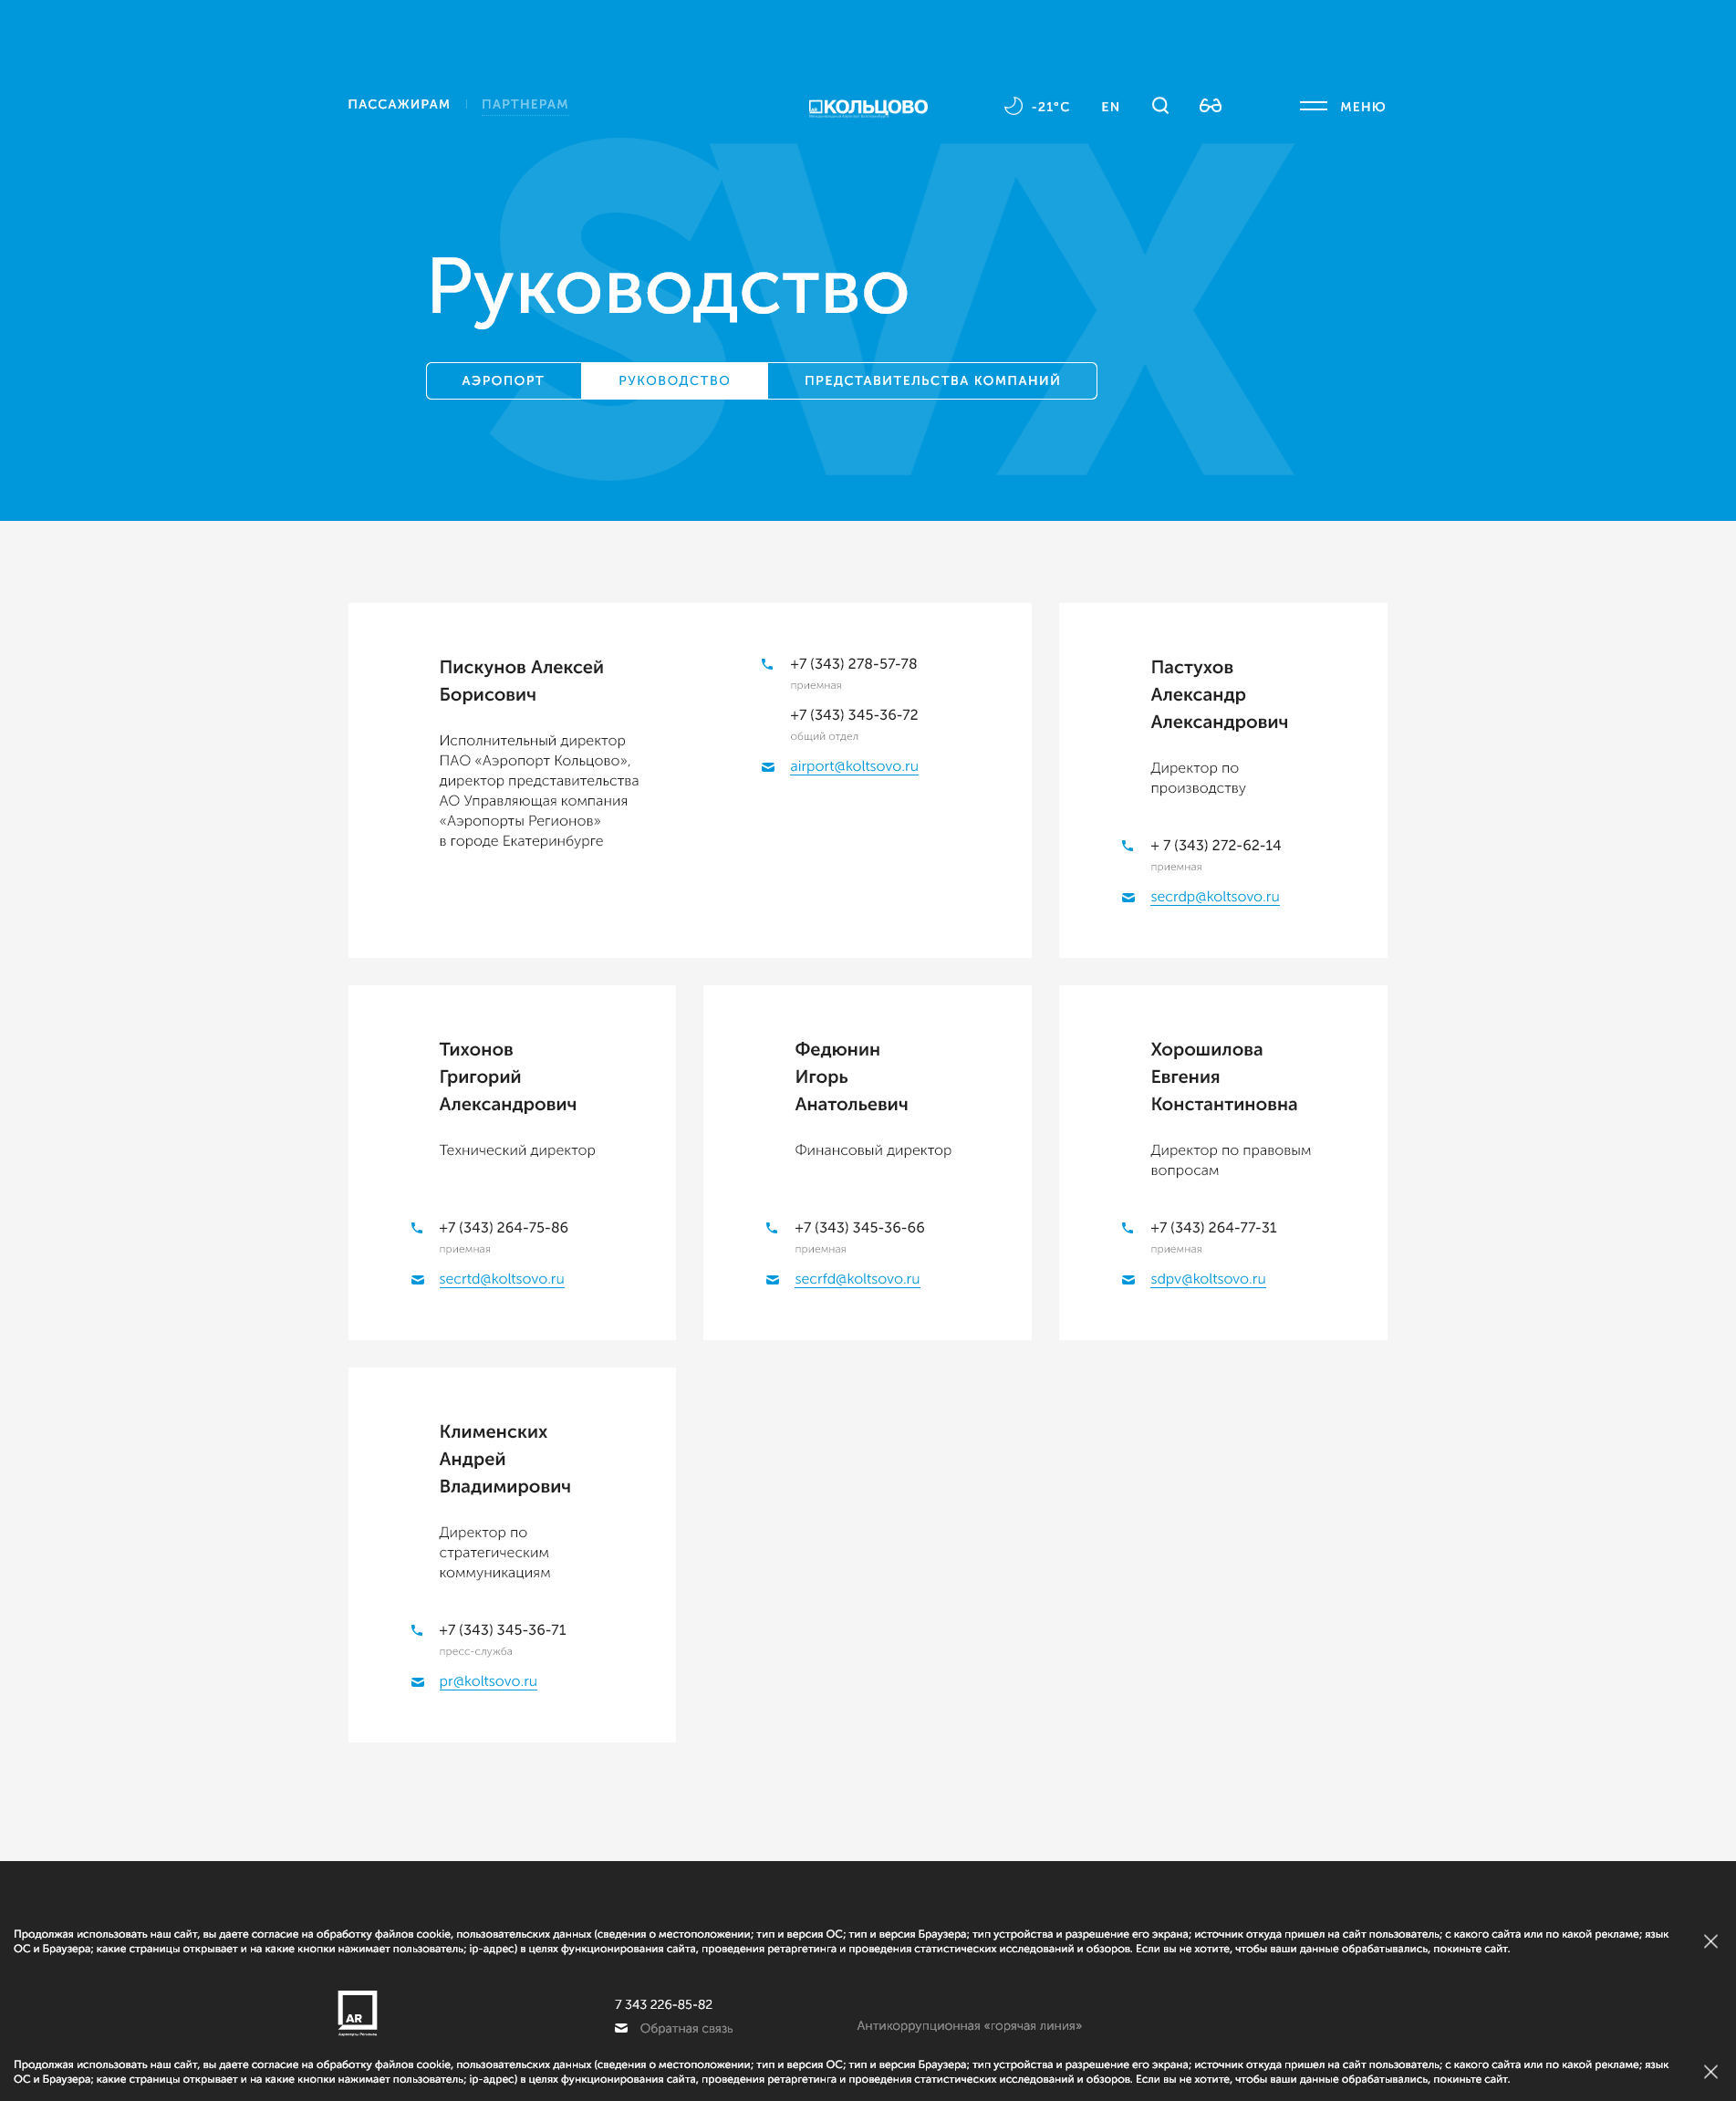 ПАССАЖИРАМ
ПАРТНЕРАМ
КОЛЬЦОВО
-21°C
EN
МЕНЮ
SVX
Руководство
АЭРОПОРТ
РУКОВОДСТВО
ПРЕДСТАВИТЕЛЬСТВА КОМПАНИЙ
Пискунов Алексей
Борисович
Исполнительный директор
ПАО «Аэропорт Кольцово»,
директор представительства
АО Управляющая компания
«Аэропорты Регионов»
в городе Екатеринбурге
+7 (343) 278-57-78
приемная
+7 (343) 345-36-72
общий отдел
airport@koltsovo.ru
Пастухов
Александр
Александрович
Директор по
производству
+ 7 (343) 272-62-14
приемная
secrdp@koltsovo.ru
Тихонов
Григорий
Александрович
Технический директор
+7 (343) 264-75-86
приемная
secrtd@koltsovo.ru
Федюнин
Игорь
Анатольевич
Финансовый директор
+7 (343) 345-36-66
приемная
secrfd@koltsovo.ru
Хорошилова
Евгения
Константиновна
Директор по правовым
вопросам
+7 (343) 264-77-31
приемная
sdpv@koltsovo.ru
Клименских
Андрей
Владимирович
Директор по
стратегическим
коммуникациям
+7 (343) 345-36-71
пресс-служба
pr@koltsovo.ru
Продолжая использовать наш сайт, вы даете согласие на обработку файлов cookie, пользовательских данных (сведения о местоположении; тип и версия ОС; тип и версия Браузера; тип устройства и разрешение его экрана; источник откуда пришел на сайт пользователь; с какого сайта или по какой рекламе; язык
ОС и Браузера; какие страницы открывает и на какие кнопки нажимает пользователь; ip-адрес) в целях функционирования сайта, проведения ретаргетинга и проведения статистических исследований и обзоров. Если вы не хотите, чтобы ваши данные обрабатывались, покиньте сайт.
AR
Аэропорты Регионов
7 343 226-85-82
Обратная связь
Антикоррупционная «горячая линия»
Продолжая использовать наш сайт, вы даете согласие на обработку файлов cookie, пользовательских данных (сведения о местоположении; тип и версия ОС; тип и версия Браузера; тип устройства и разрешение его экрана; источник откуда пришел на сайт пользователь; с какого сайта или по какой рекламе; язык
ОС и Браузера; какие страницы открывает и на какие кнопки нажимает пользователь; ip-адрес) в целях функционирования сайта, проведения ретаргетинга и проведения статистических исследований и обзоров. Если вы не хотите, чтобы ваши данные обрабатывались, покиньте сайт.